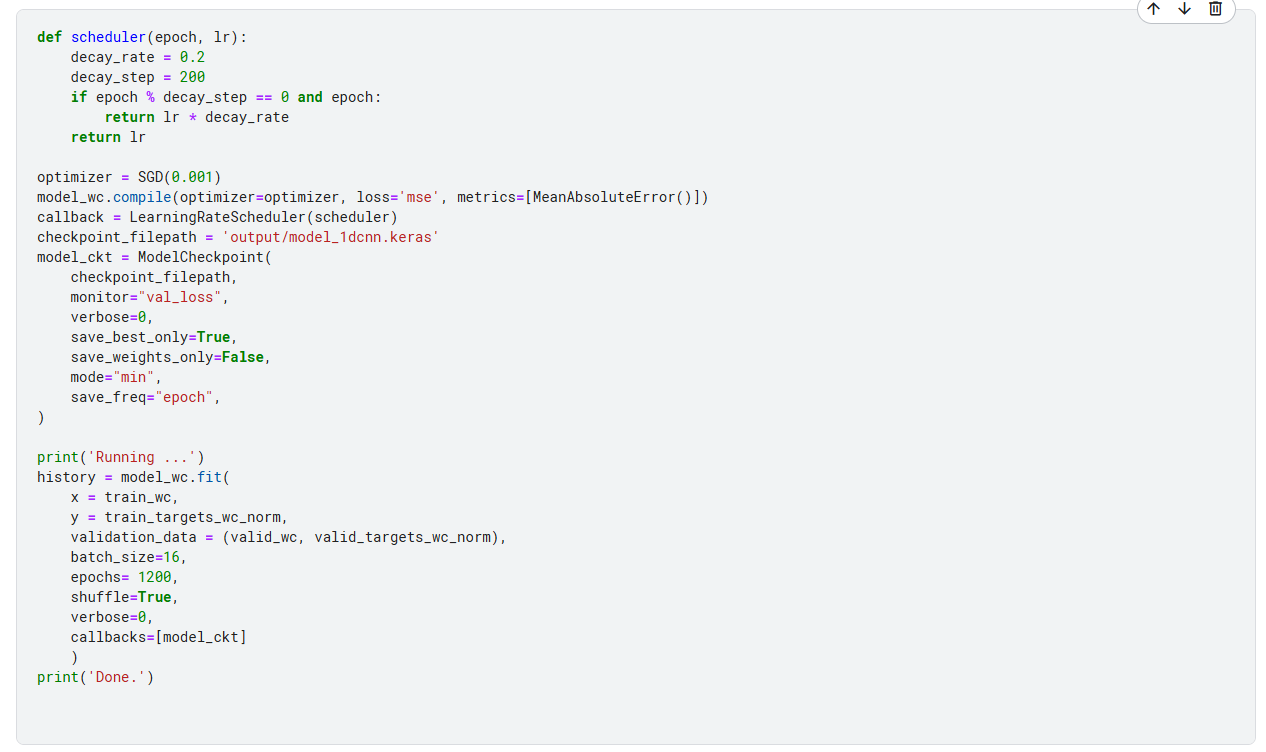 def scheduler(epoch, lr):
    decay_rate = 0.2
    decay_step = 200
    if epoch % decay_step == 0 and epoch:
        return lr * decay_rate
    return lr

optimizer = SGD(0.001)
model_wc.compile(optimizer=optimizer, loss='mse', metrics=[MeanAbsoluteError()])
callback = LearningRateScheduler(scheduler)
checkpoint_filepath = 'output/model_1dcnn.keras'
model_ckt = ModelCheckpoint(
    checkpoint_filepath,
    monitor="val_loss",
    verbose=0,
    save_best_only=True,
    save_weights_only=False,
    mode="min",
    save_freq="epoch",
)

print('Running ...')
history = model_wc.fit(
    x = train_wc,
    y = train_targets_wc_norm,
    validation_data = (valid_wc, valid_targets_wc_norm),
    batch_size=16,
    epochs= 1200,
    shuffle=True,
    verbose=0,
    callbacks=[model_ckt]
    )
print('Done.')